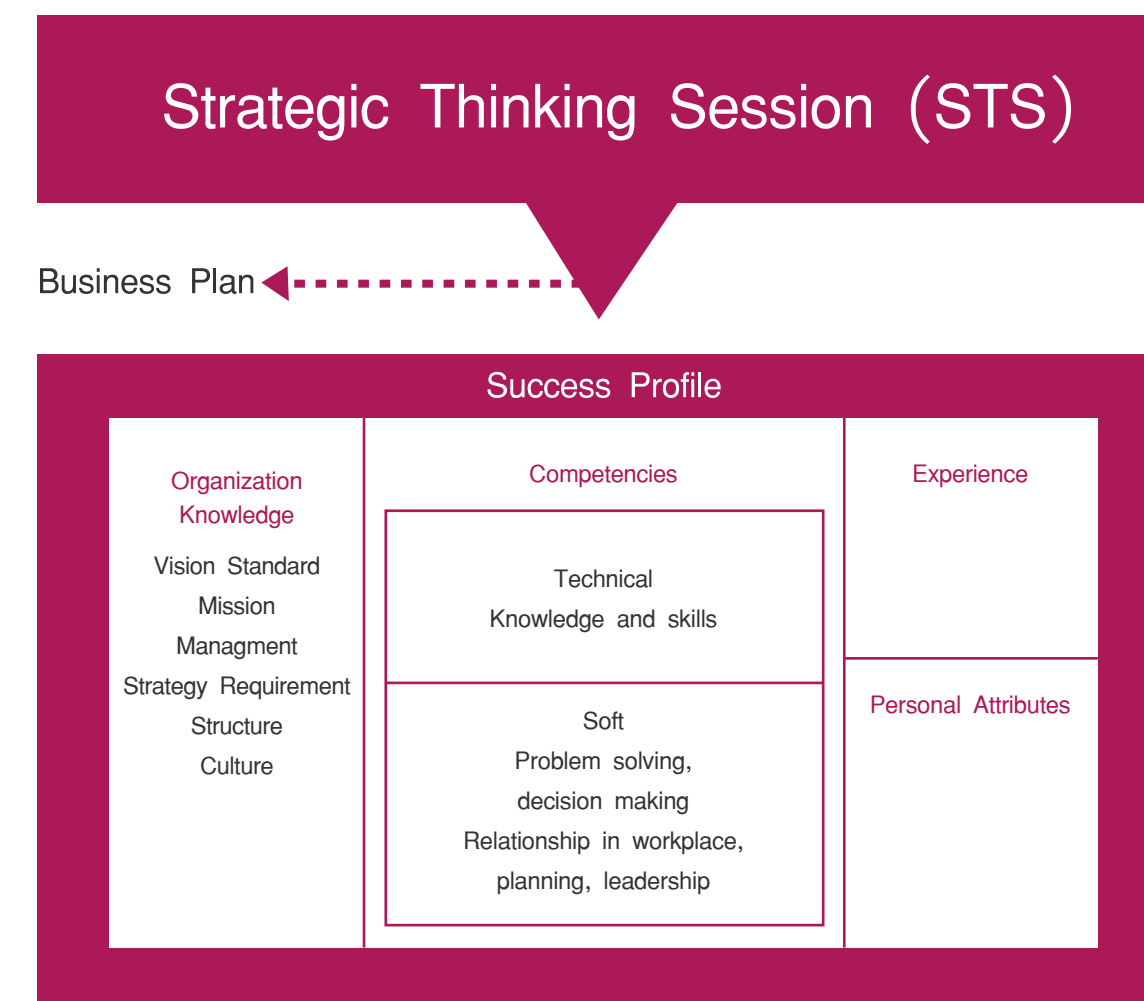 Strategic Thinking Session (STS)
Business Plan
Success Profile
Organization
Knowledge
Vision Standard
Mission
Managment
Strategy Requirement
Structure
Culture
Competencies
Technical
Knowledge and skills
Soft
Problem solving,
decision making
Relationship in workplace,
planning, leadership
Experience
Personal Attributes